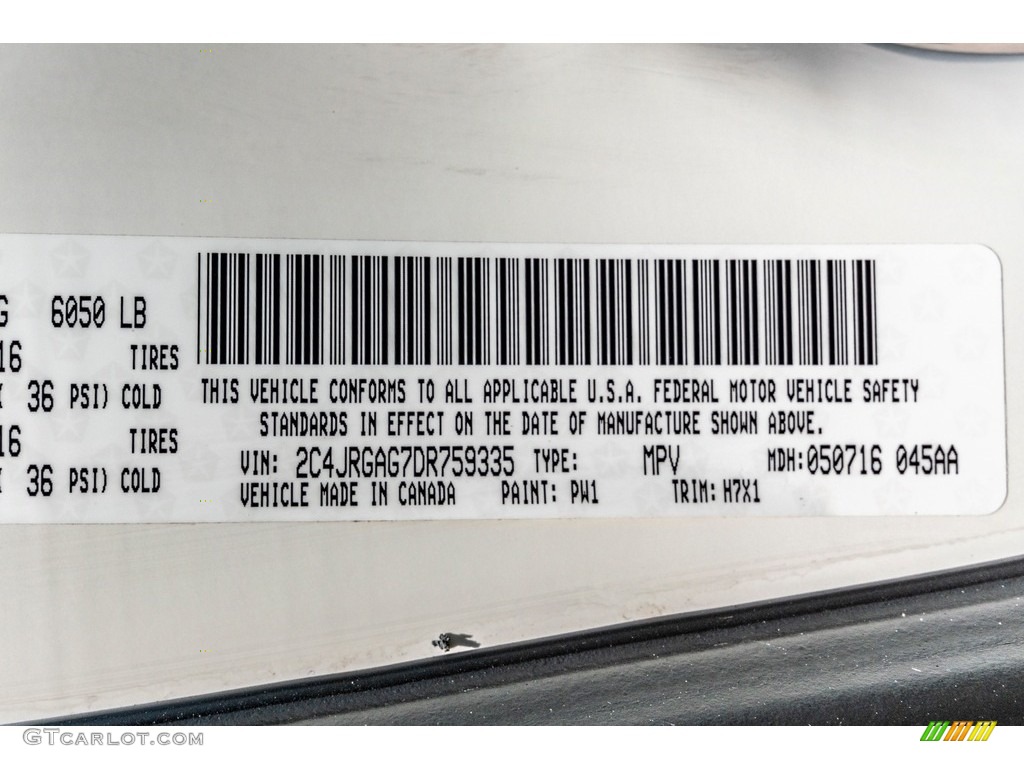 G 6050 LB
16 TIRES
36 PSI) COLD
16 TIRES
36 PSI) COLD
THIS VEHICLE CONFORMS TO ALL APPLICABLE U.S.A. FEDERAL MOTOR VEHICLE SAFETY
STANDARDS IN EFFECT ON THE DATE OF MANUFACTURE SHOWN ABOVE.
VIN: 2C4JRGAG7DR759335 TYPE: MPV MDH:050716 045AA
VEHICLE MADE IN CANADA PAINT: PW1 TRIM: H7X1
GTCARLOT.COM